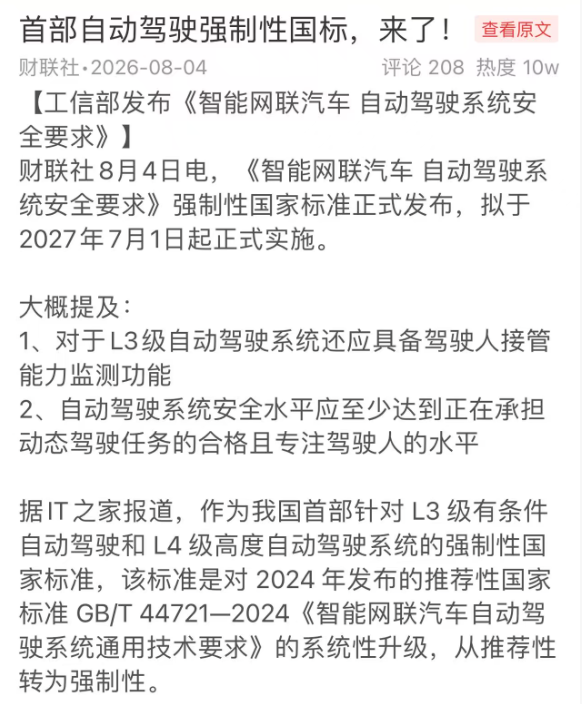 首部自动驾驶强制性国标，来了！ 查看原文
财联社·2026-08-04 评论 208 热度 10w
【工信部发布《智能网联汽车 自动驾驶系统安
全要求》】
财联社8月4日电，《智能网联汽车 自动驾驶系
统安全要求》强制性国家标准正式发布，拟于
2027年7月1日起正式实施。
大概提及：
1、对于L3级自动驾驶系统还应具备驾驶人接管
能力监测功能
2、自动驾驶系统安全水平应至少达到正在承担
动态驾驶任务的合格且专注驾驶人的水平
据IT之家报道，作为我国首部针对 L3 级有条件
自动驾驶和 L4 级高度自动驾驶系统的强制性国
家标准，该标准是对 2024 年发布的推荐性国家
标准 GB/T 44721—2024《智能网联汽车自动驾
驶系统通用技术要求》的系统性升级，从推荐性
转为强制性。